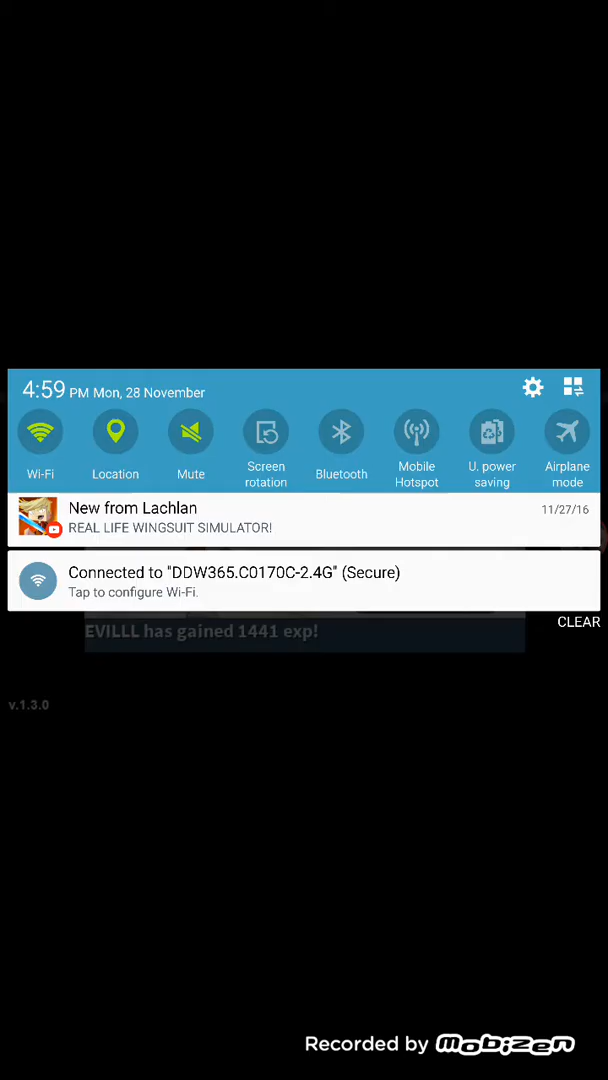 4:59 PM Mon, 28 November
Wi-Fi
Location
Mute
Screen
rotation
Bluetooth
Mobile
Hotspot
U. power
saving
Airplane
mode
New from Lachlan
11/27/16
REAL LIFE WINGSUIT SIMULATOR!
Connected to "DDW365.C0170C-2.4G" (Secure)
Tap to configure Wi-Fi.
CLEAR
EVILLL has gained 1441 exp!
v.1.3.0
Recorded by Mobizen